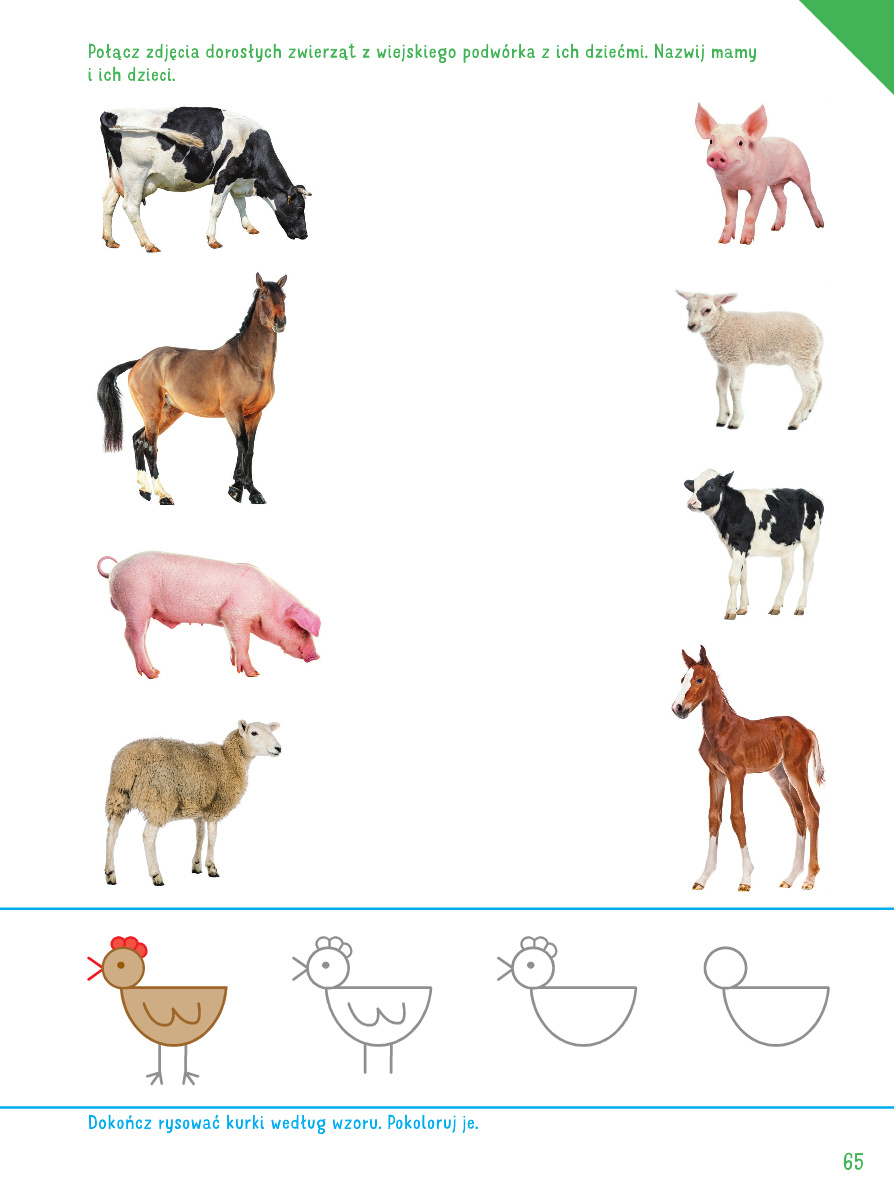 Połącz zdjęcia dorosłych zwierząt z wiejskiego podwórka z ich dziećmi. Nazwij mamy
i ich dzieci.
Dokończ rysować kurki według wzoru. Pokoloruj je.
65